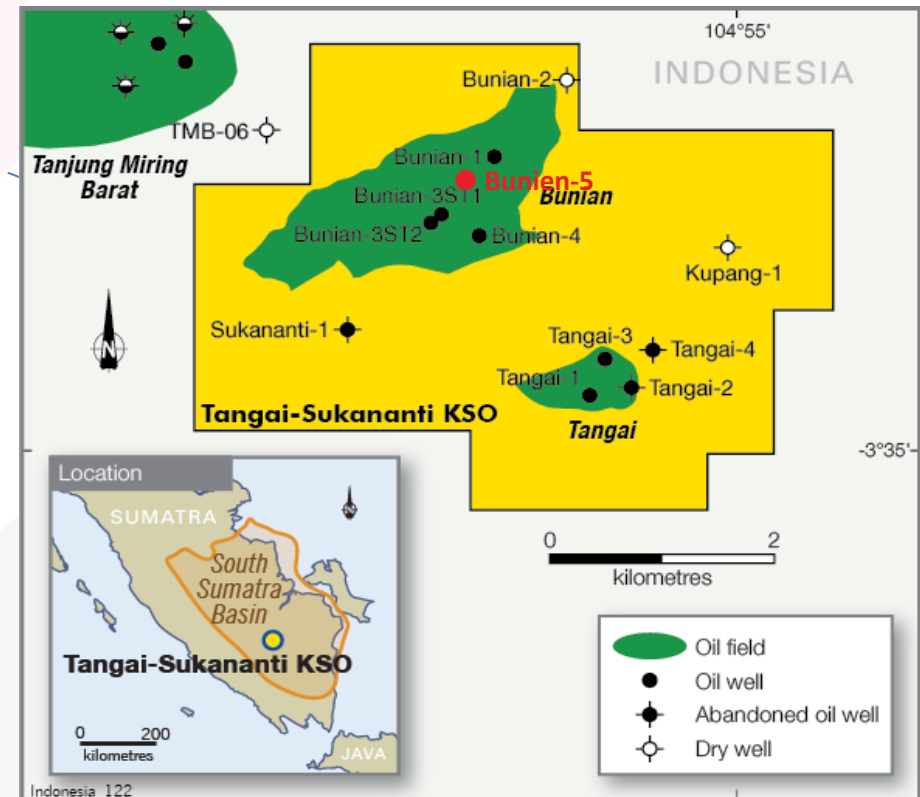 104°55'
INDONESIA
Bunian-2
TMB-06
Tanjung Miring
Barat
Bunian-1
Bunien-5
Bunian
Bunian-3ST1
Bunian-3ST2
Bunian-4
Kupang-1
Sukananti-1
Tangai-3
Tangai-4
Tangai-1
Tangai-2
Tangai-Sukananti KSO
Tangai
N
-3°35'
Location
SUMATRA
South
Sumatra
Basin
Tangai-Sukananti KSO
0 200
kilometres
JAVA
0 2
kilometres
Oil field
Oil well
Abandoned oil well
Dry well
Indonesia 122